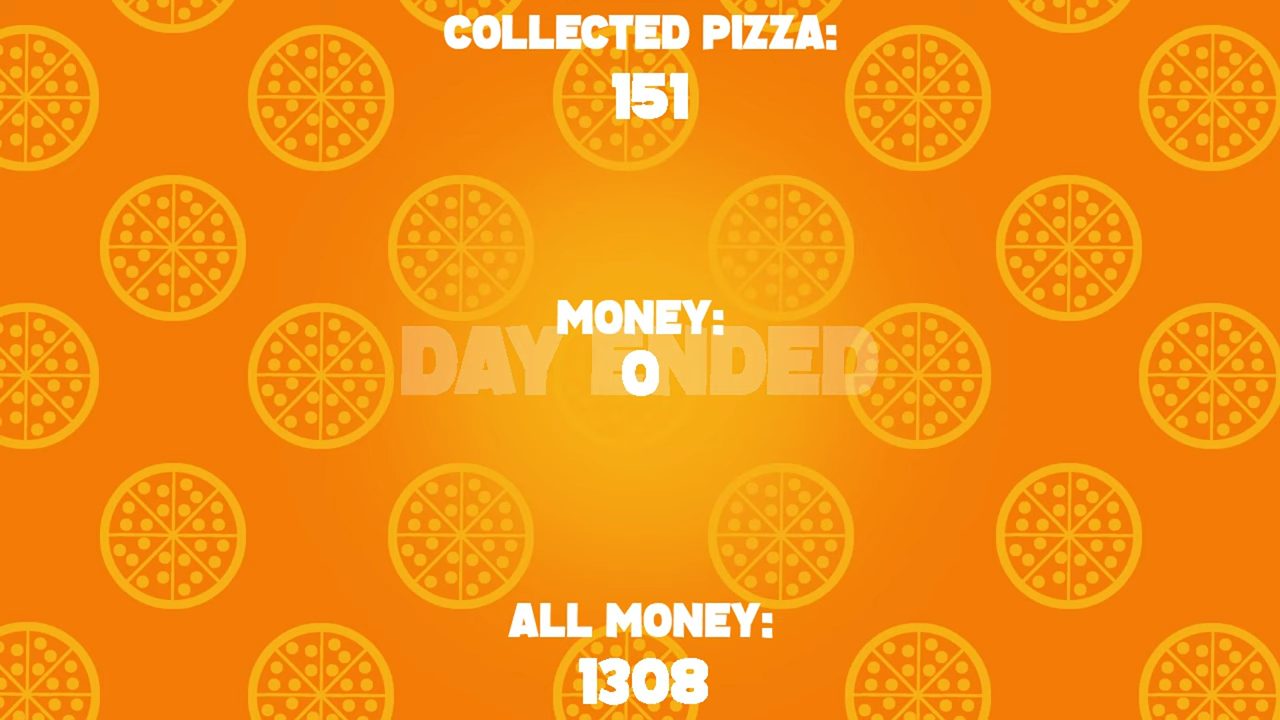 COLLECTED PIZZA:
151
MONEY:
DAY ENDED
0
ALL MONEY:
1308